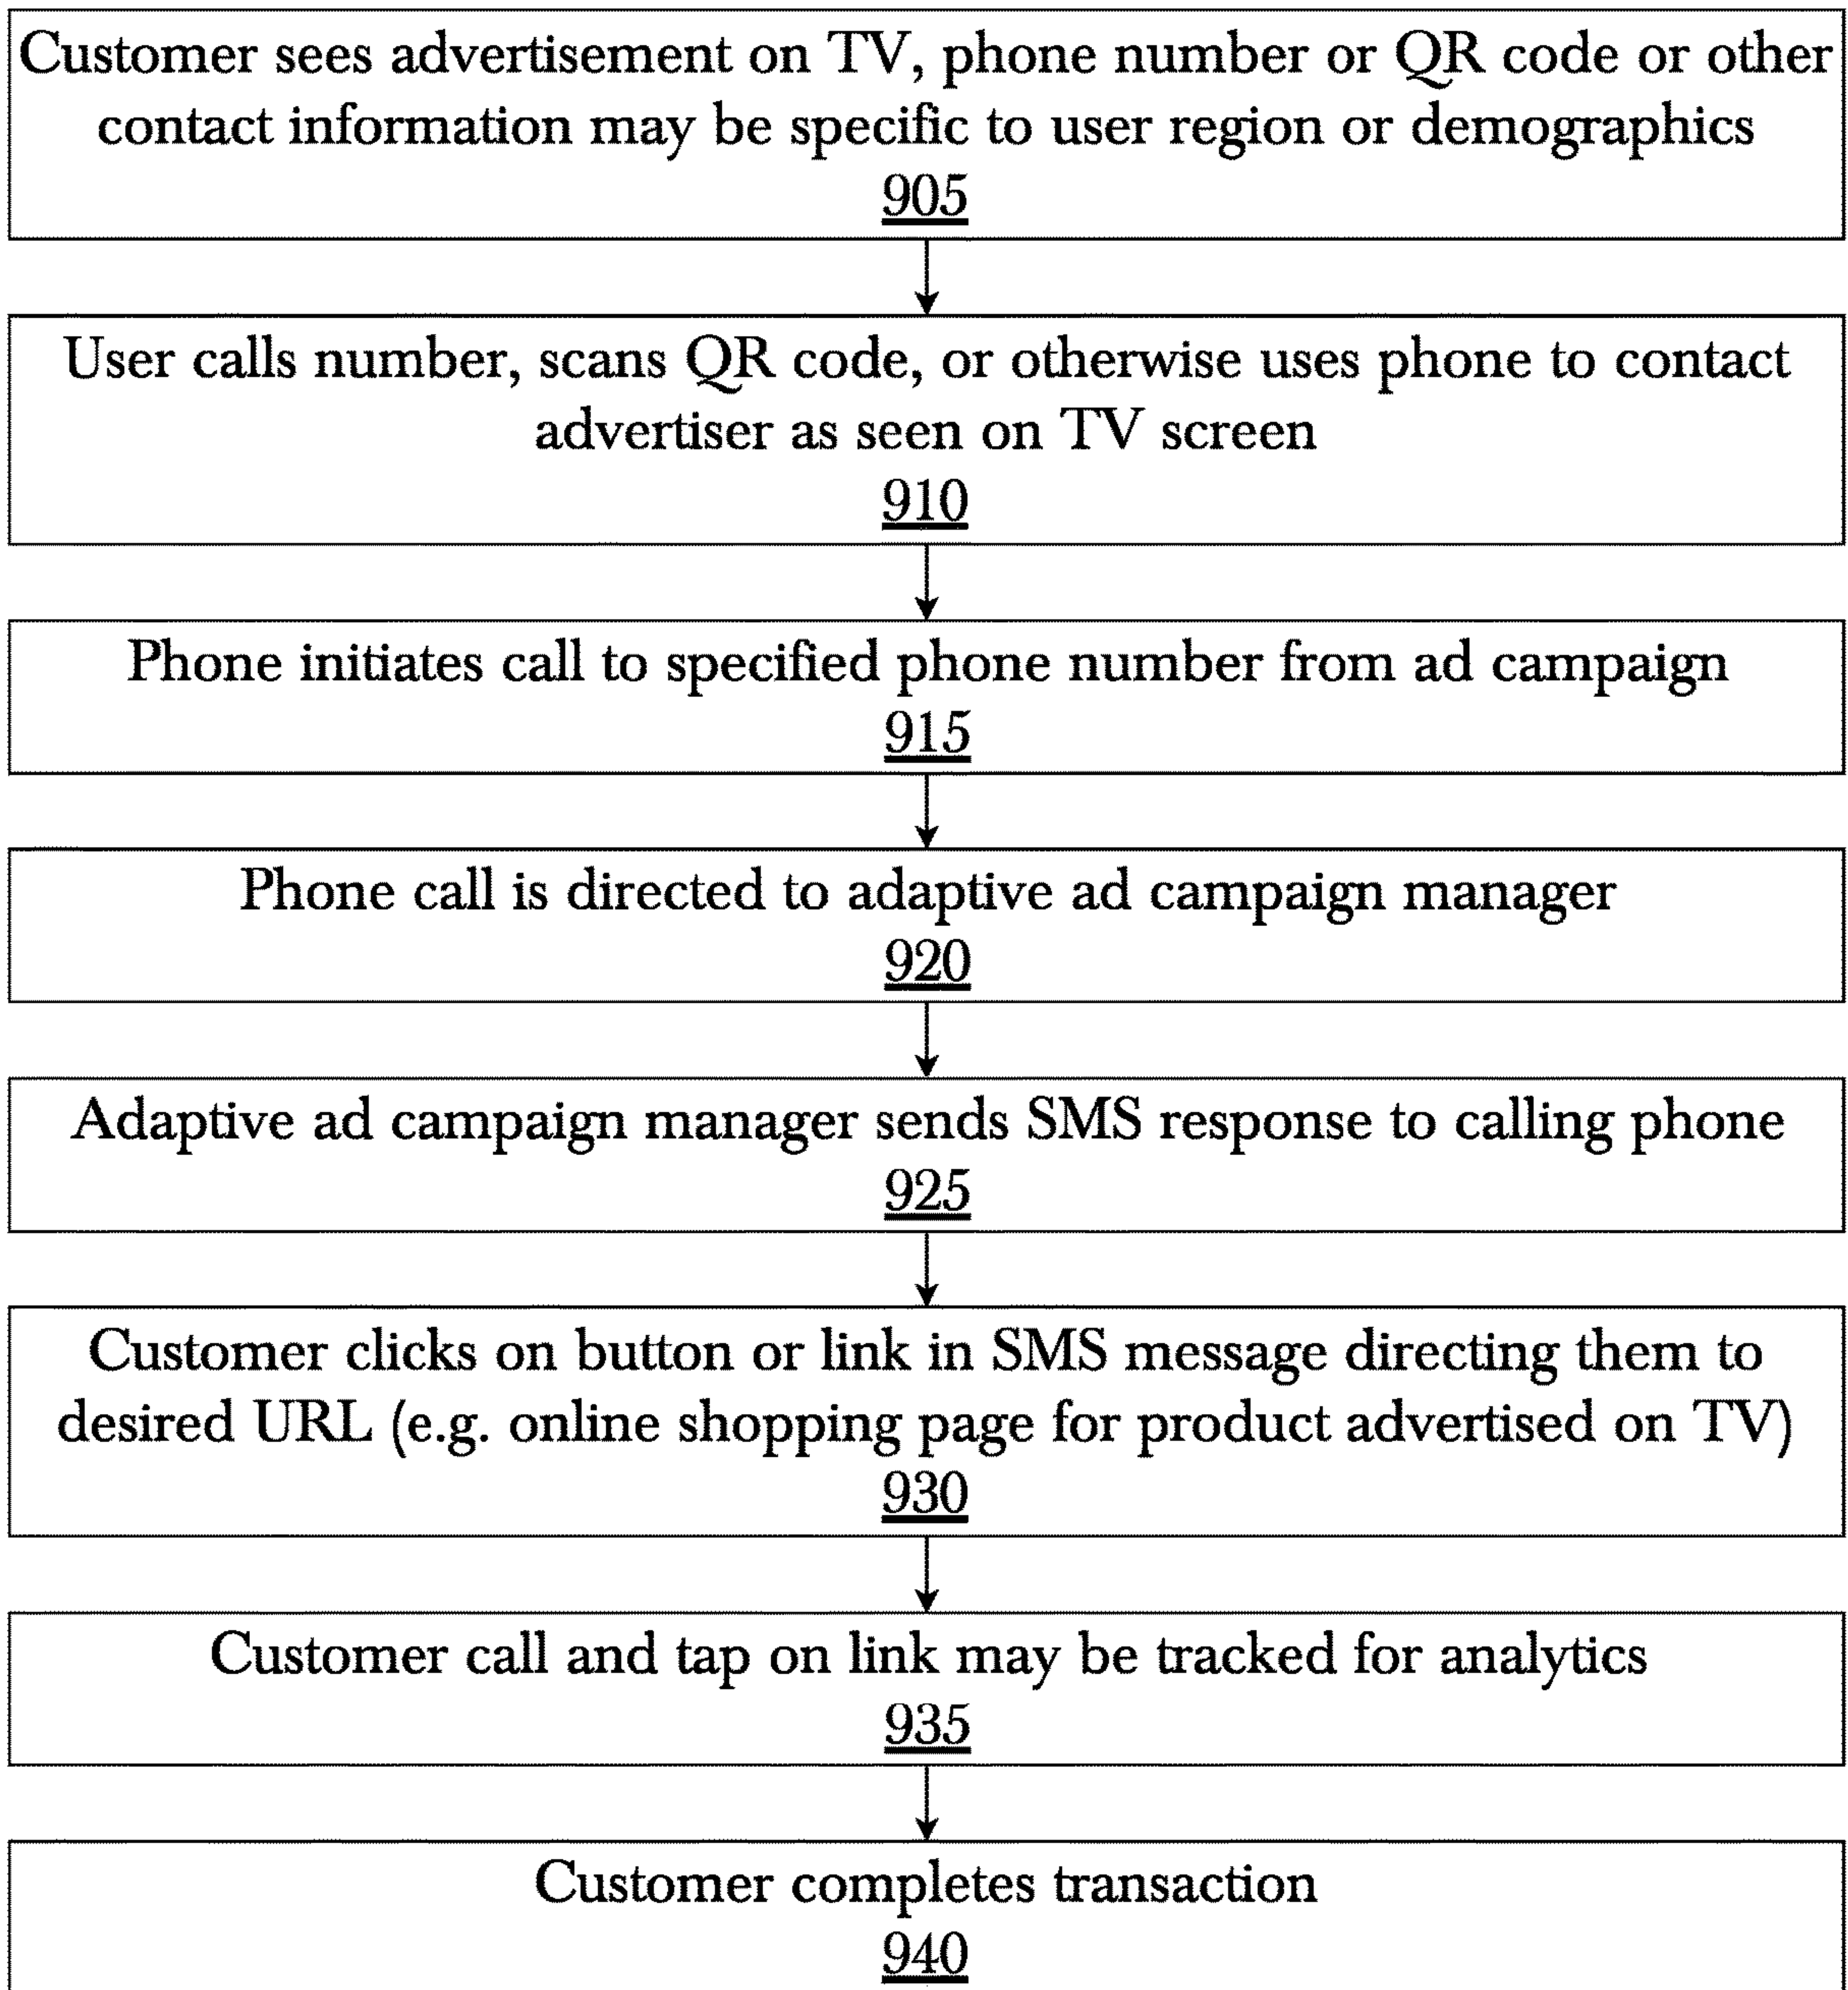 Customer sees advertisement on TV, phone number or QR code or other
contact information may be specific to user region or demographics
905
User calls number, scans QR code, or otherwise uses phone to contact
advertiser as seen on TV screen
910
Phone initiates call to specified phone number from ad campaign
915
Phone call is directed to adaptive ad campaign manager
920
Adaptive ad campaign manager sends SMS response to calling phone
925
Customer clicks on button or link in SMS message directing them to
desired URL (e.g. online shopping page for product advertised on TV)
930
Customer call and tap on link may be tracked for analytics
935
Customer completes transaction
940